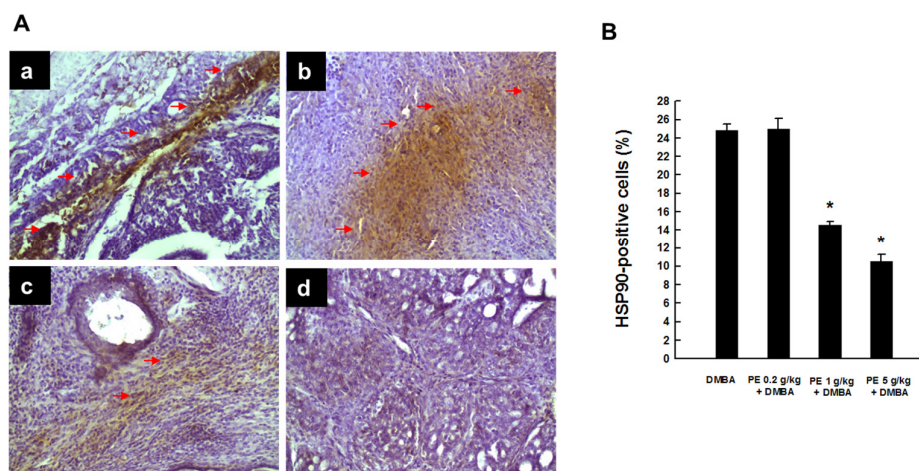 A
a
b
c
d
B
HSP90-positive cells (%)
28
26
24
22
20
18
16
14
12
10
8
6
4
2
0
*
*
DMBA
PE 0.2 g/kg
+ DMBA
PE 1 g/kg
+ DMBA
PE 5 g/kg
+ DMBA